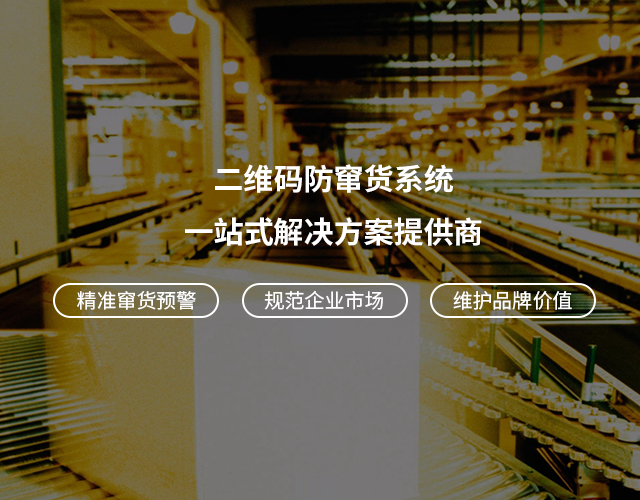 二维码防窜货系统
一站式解决方案提供商
精准窜货预警
规范企业市场
维护品牌价值